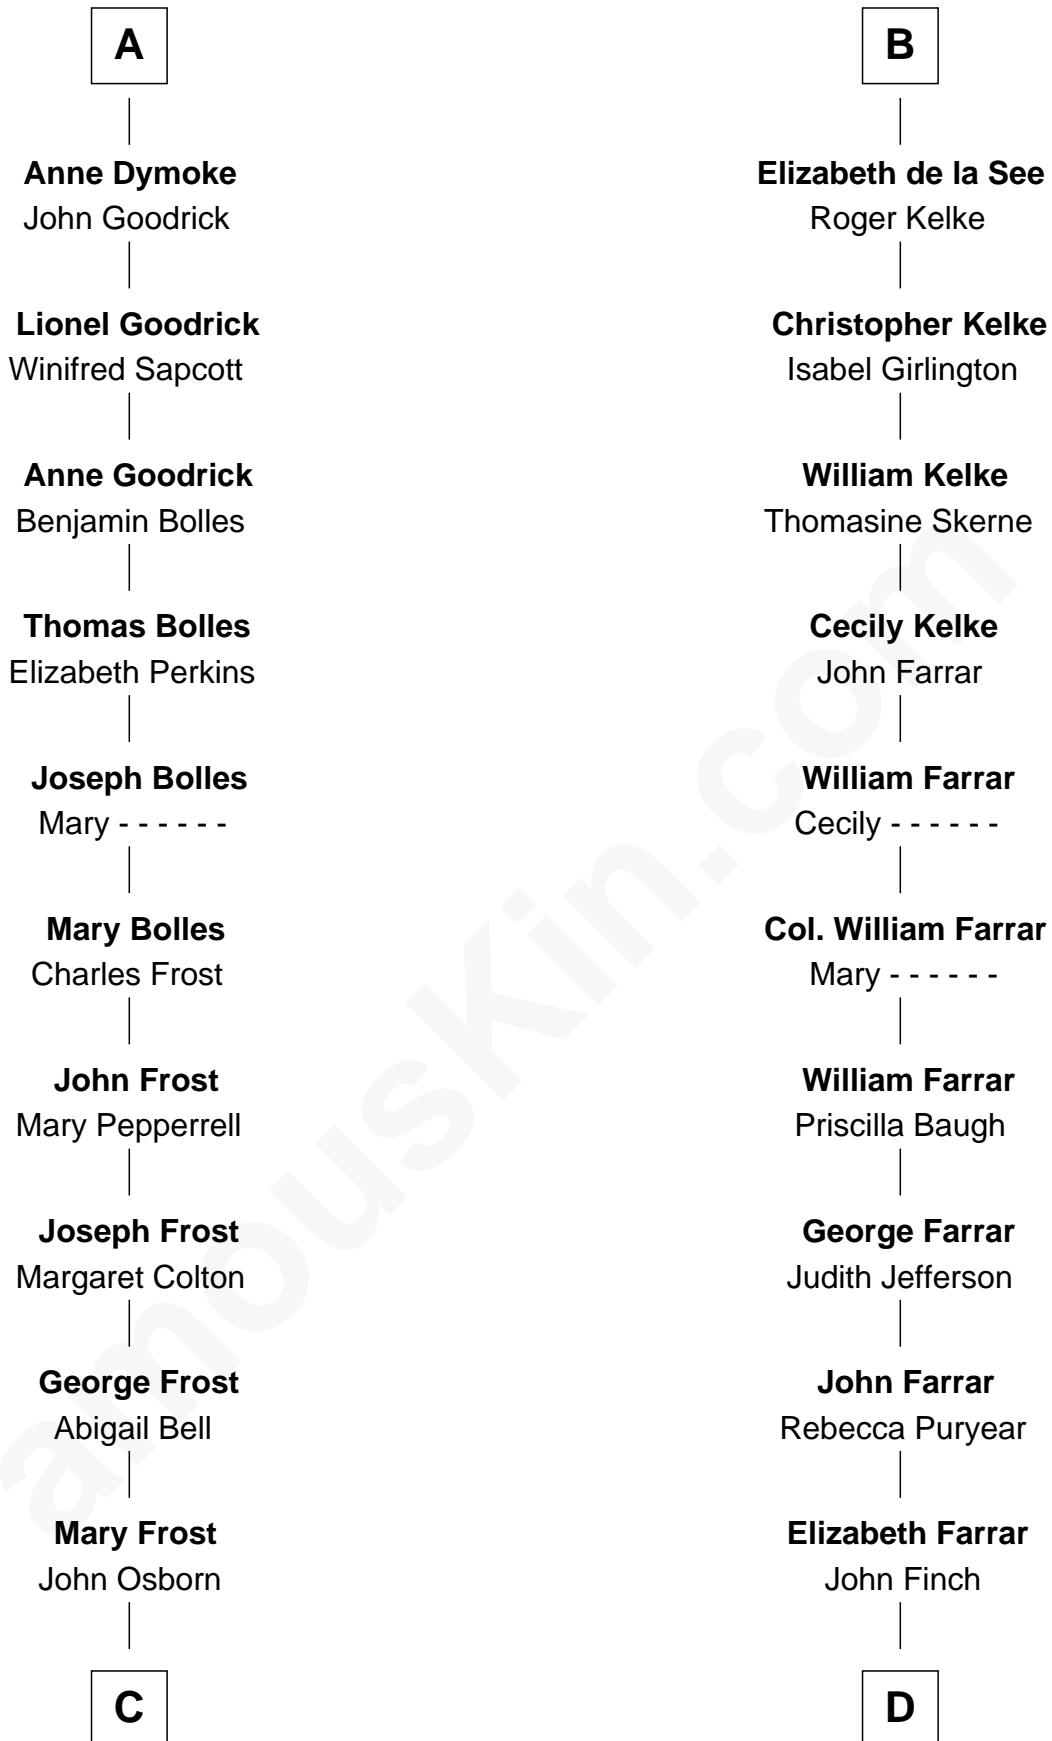 A
Anne Dymoke
John Goodrick
Lionel Goodrick
Winifred Sapcott
Anne Goodrick
Benjamin Bolles
Thomas Bolles
Elizabeth Perkins
Joseph Bolles
Mary - - - - - -
Mary Bolles
Charles Frost
John Frost
Mary Pepperrell
Joseph Frost
Margaret Colton
George Frost
Abigail Bell
Mary Frost
John Osborn
C
B
Elizabeth de la See
Roger Kelke
Christopher Kelke
Isabel Girlington
William Kelke
Thomasine Skerne
Cecily Kelke
John Farrar
William Farrar
Cecily - - - - - -
Col. William Farrar
Mary - - - - - -
William Farrar
Priscilla Baugh
George Farrar
Judith Jefferson
John Farrar
Rebecca Puryear
Elizabeth Farrar
John Finch
D
amouskin.com